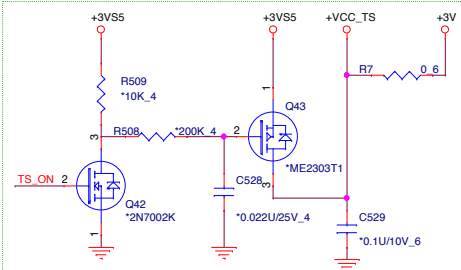 +3VS5
+3VS5
+VCC_TS
+3V
R7
0_6
R509
*10K_4
1
Q43
3
R508
*200K_4
2
*ME2303T1
TS_ON
2
3
C528
Q42
*2N7002K
*0.022U/25V_4
C529
1
*0.1U/10V_6